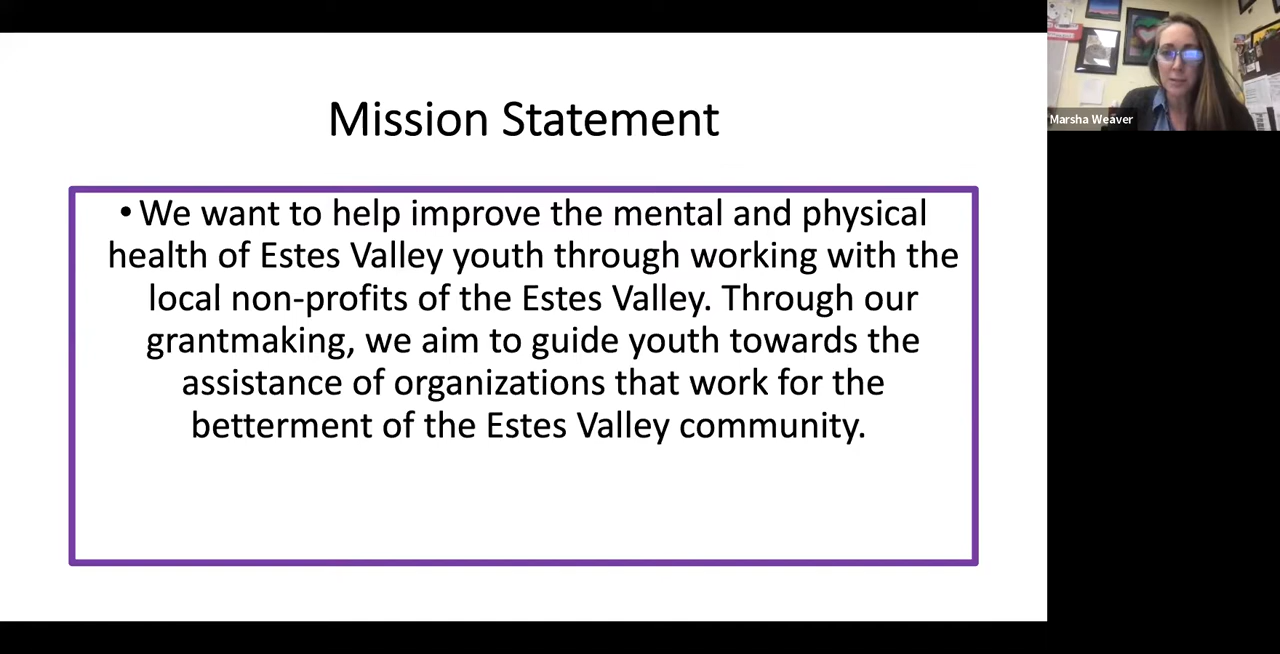 Mission Statement
• We want to help improve the mental and physical
health of Estes Valley youth through working with the
local non-profits of the Estes Valley. Through our
grantmaking, we aim to guide youth towards the
assistance of organizations that work for the
betterment of the Estes Valley community.
Marsha Weaver